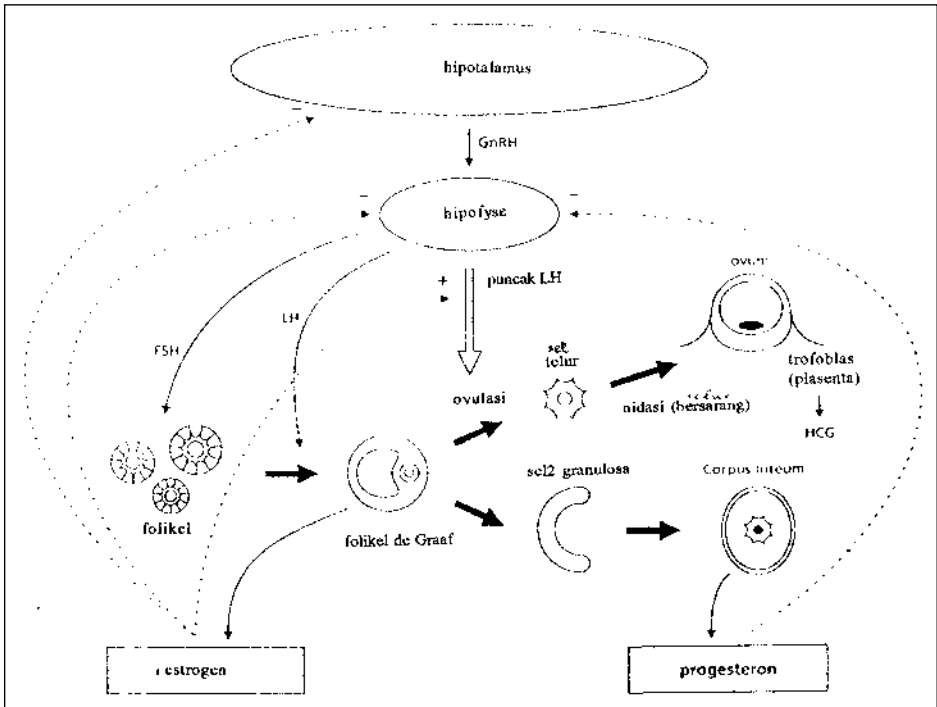 hipotalamus
GnRH
hipofyse
+
puncak LH
ovum
LH
FSH
sel
telur
trofoblas
(plasenta)
ovulasi
nidasi (bersarang)
HCG
sel2 granulosa
Corpus luteum
folikel
folikel de Graaf
estrogen
progesteron